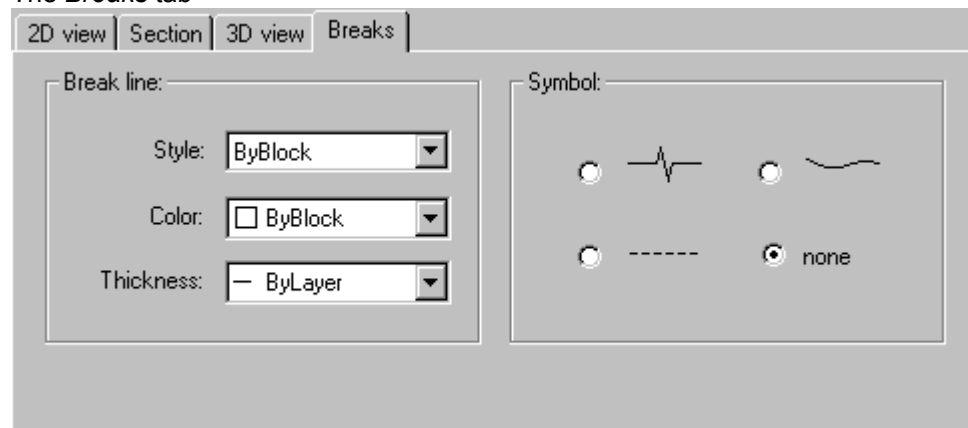 The Breaks tab
2D view Section 3D view Breaks
Break line:
Style: ByBlock
Color: ByBlock
Thickness: ByLayer
Symbol:
none